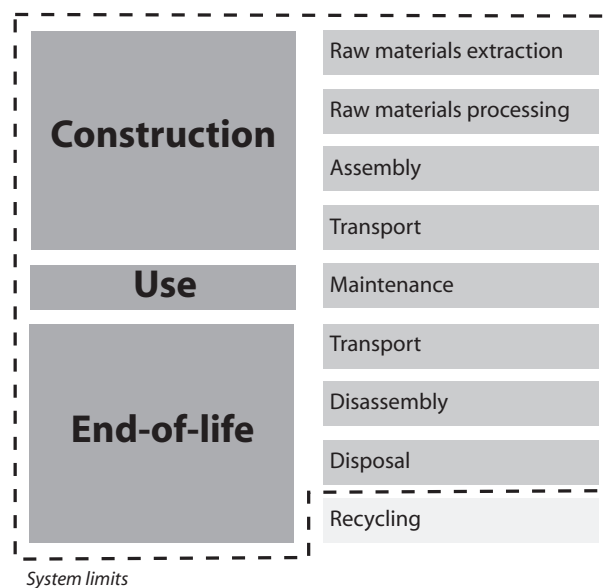 Construction
Raw materials extraction
Raw materials processing
Assembly
Transport
Use
Maintenance
End-of-life
Transport
Disassembly
Disposal
Recycling
System limits